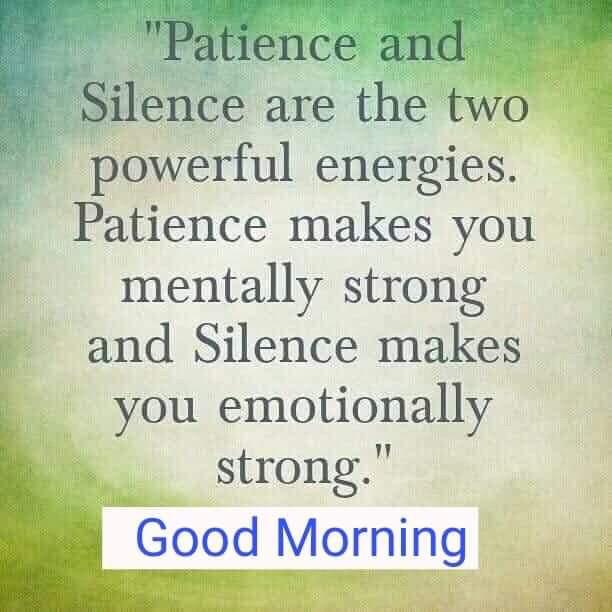 "Patience and
Silence are the two
powerful energies.
Patience makes you
mentally strong
and Silence makes
you emotionally
strong."
Good Morning